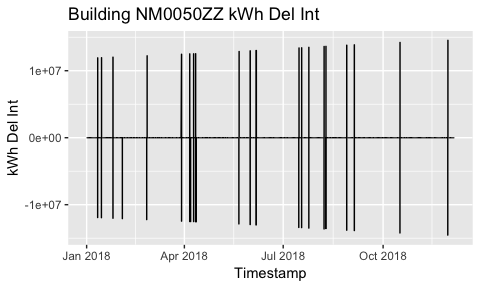 Building NM0050ZZ kWh Del Int
kWh Del Int
1e+07
0e+00
-1e+07
Jan 2018 Apr 2018 Jul 2018 Oct 2018
Timestamp